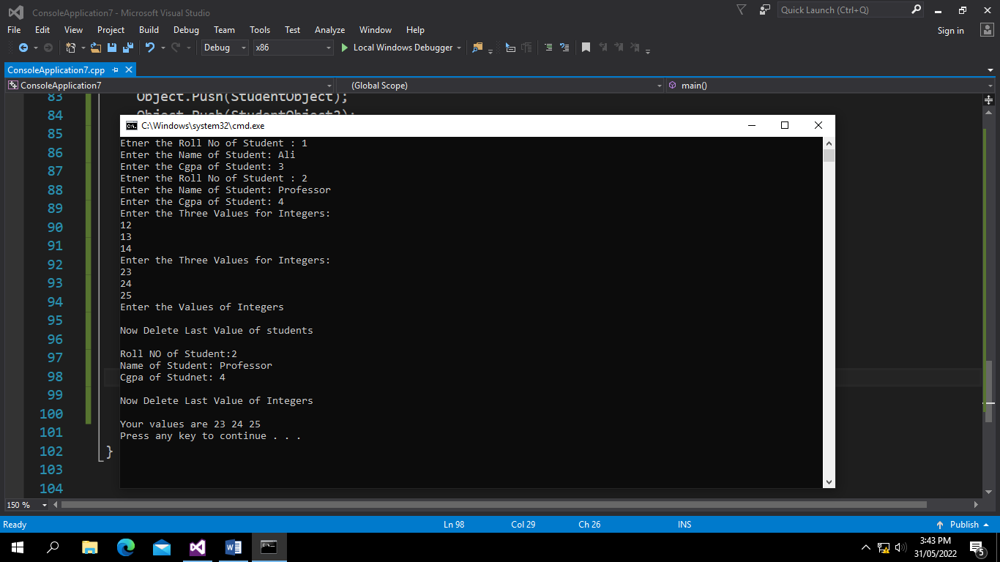 ConsoleApplication7 - Microsoft Visual Studio
Quick Launch (Ctrl+Q)
File Edit View Project Build Debug Team Tools Test Analyze Window Help
Sign in
Debug x86 Local Windows Debugger
ConsoleApplication7.cpp
ConsoleApplication7 (Global Scope) main()
83 Object.Push(StudentObject);
84 Object.Push(StudentObject2);
C:\Windows\system32\cmd.exe
Etner the Roll No of Student : 1
Enter the Name of Student: Ali
Enter the Cgpa of Student: 3
Etner the Roll No of Student : 2
Enter the Name of Student: Professor
Enter the Cgpa of Student: 4
Enter the Three Values for Integers:
12
13
14
Enter the Three Values for Integers:
23
24
25
Enter the Values of Integers
Now Delete Last Value of students
Roll NO of Student:2
Name of Student: Professor
Cgpa of Studnet: 4
Now Delete Last Value of Integers
Your values are 23 24 25
Press any key to continue . . .
85
86
87
88
89
90
91
92
93
94
95
96
97
98
99
100
101
102 }
103
104
150 %
Ready Ln 98 Col 29 Ch 26 INS Publish
3:43 PM
31/05/2022
5